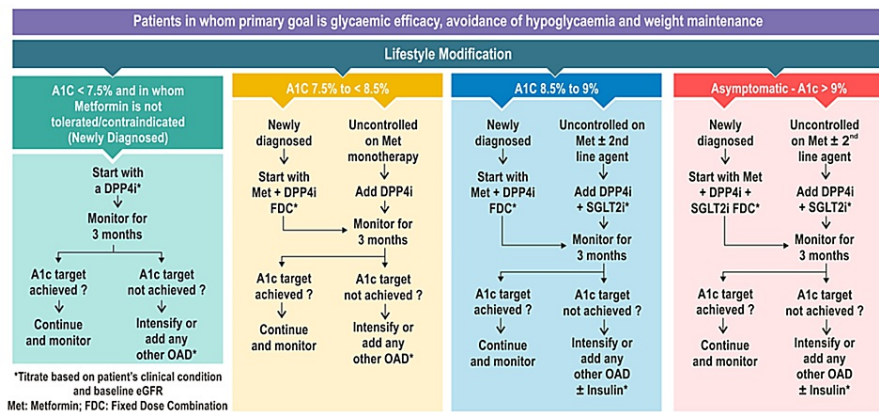 Patients in whom primary goal is glycaemic efficacy, avoidance of hypoglycaemia and weight maintenance
Lifestyle Modification
A1C < 7.5% and in whom
Metformin is not
tolerated/contraindicated
(Newly Diagnosed)
Start with
a DPP4i*
Monitor for
3 months
A1c target
achieved ?
Continue
and monitor
A1c target
not achieved ?
Intensify or
add any
other OAD*
A1C 7.5% to < 8.5%
Newly
diagnosed
Start with
Met + DPP4i
FDC*
Uncontrolled
on Met
monotherapy
Add DPP4i
Monitor for
3 months
A1c target
achieved ?
Continue
and monitor
A1c target
not achieved ?
Intensify or
add any
other OAD*
A1C 8.5% to 9%
Newly
diagnosed
Start with
Met + DPP4i
FDC*
Uncontrolled on
Met ± 2nd
line agent
Add DPP4i
+ SGLT2i*
Monitor for
3 months
A1c target
achieved ?
Continue
and monitor
A1c target
not achieved ?
Intensify or
add any
other OAD
± Insulin*
Asymptomatic - A1c > 9%
Newly
diagnosed
Start with Met
+ DPP4i +
SGLT2i FDC*
Uncontrolled
on Met ± 2nd
line agent
Add DPP4i
+ SGLT2i*
Monitor for
3 months
A1c target
achieved ?
Continue
and monitor
A1c target
not achieved ?
Intensify or
add any
other OAD
± Insulin*
*Titrate based on patient's clinical condition
and baseline eGFR
Met: Metformin; FDC: Fixed Dose Combination